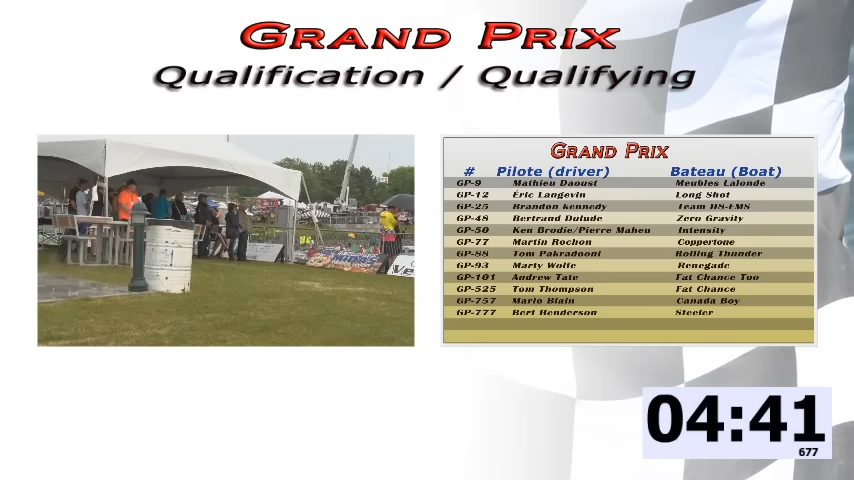 Grand Prix
Qualification / Qualifying
Grand Prix
# Pilote (driver) Bateau (Boat)
GP-9 Mathieu Daoust Meubles Lalonde
GP-12 Éric Langevin Long Shot
GP-25 Brandon kennedy Team H8-EMS
GP-48 Bertrand Dulude Zero Gravity
GP-50 Ken Brodie/Pierre Maheu Intensity
GP-77 Martin Rochon Coppertone
GP-88 Tom Pakradooni Rolling Thunder
GP-93 Marty Wolfe Renegade
GP-101 Andrew Tate Fat Chance Too
GP-525 Tom Thompson Fat Chance
GP-757 Mario Blain Canada Boy
GP-777 Bert Henderson Steeler
04:41
677